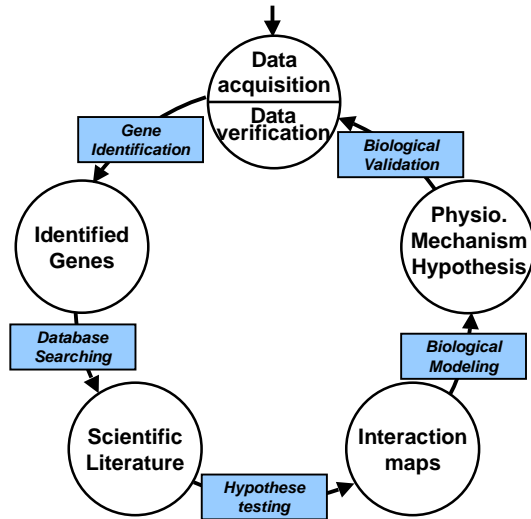 Data
acquisition
Data
verification
Gene
Identification
Identified
Genes
Database
Searching
Scientific
Literature
Hypothese
testing
Interaction
maps
Biological
Modeling
Physio.
Mechanism
Hypothesis
Biological
Validation